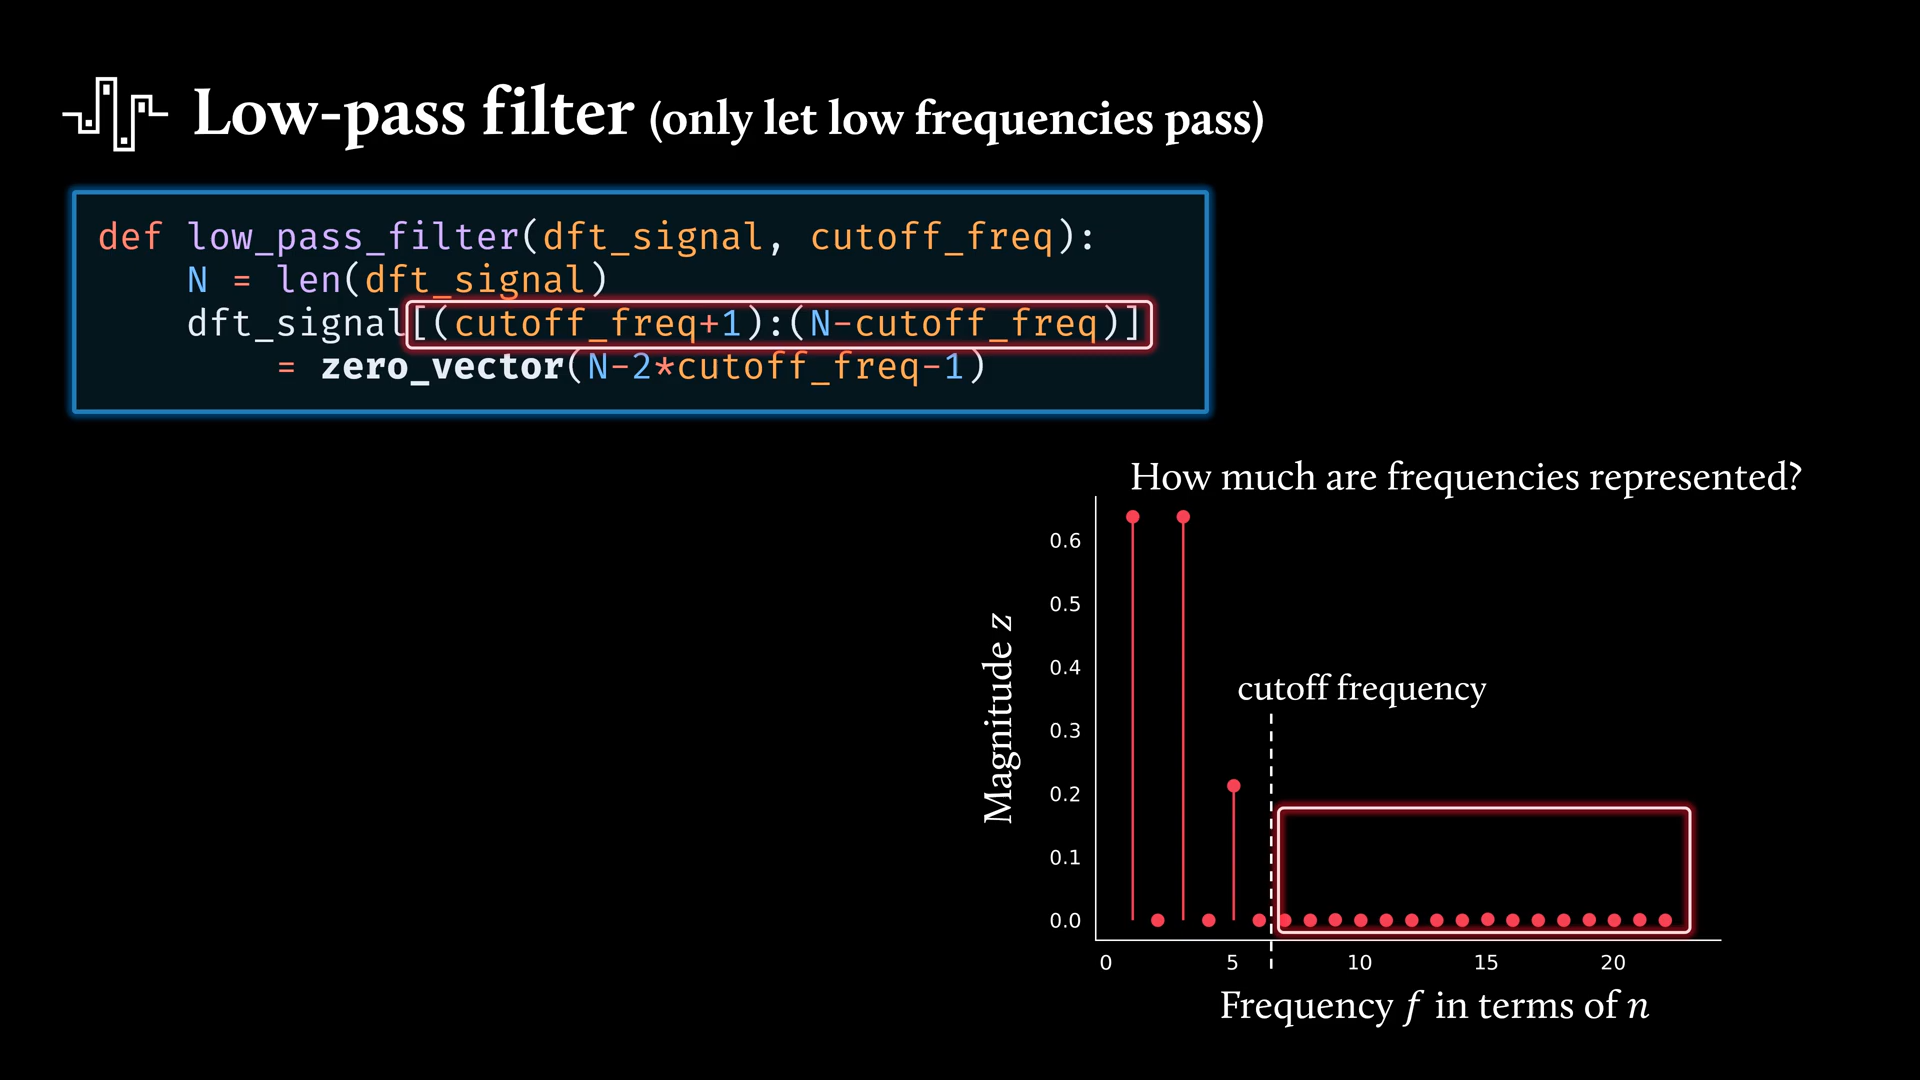 Low-pass filter (only let low frequencies pass)
def low_pass_filter(dft_signal, cutoff_freq):
    N = len(dft_signal)
    dft_signal[(cutoff_freq+1):(N-cutoff_freq)]
        = zero_vector(N-2*cutoff_freq-1)
How much are frequencies represented?
0.6
0.5
0.4
0.3
0.2
0.1
0.0
Magnitude z
cutoff frequency
0 5 10 15 20
Frequency f in terms of n